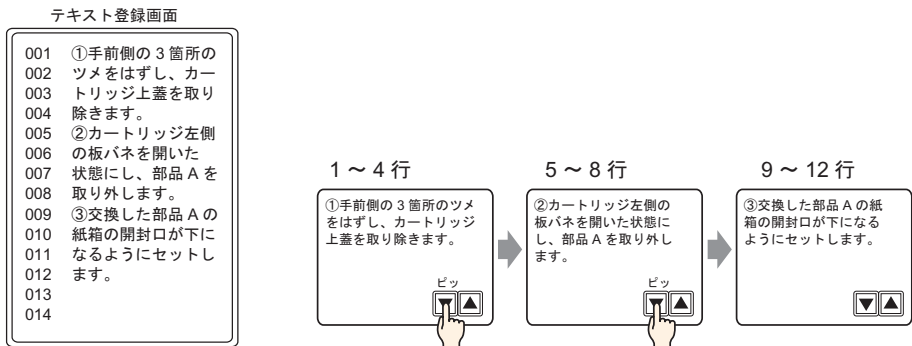 テキスト登録画面
001 ①手前側の3箇所の
002 ツメをはずし、カー
003 トリッジ上蓋を取り
004 除きます。
005 ②カートリッジ左側
006 の板バネを開いた
007 状態にし、部品Aを
008 取り外します。
009 ③交換した部品Aの
010 紙箱の開封口が下に
011 なるようにセットし
012 ます。
013
014
1～4行
①手前側の3箇所のツメ
をはずし、カートリッジ
上蓋を取り除きます。
ピッ
▼▲
5～8行
②カートリッジ左側の
板バネを開いた状態に
し、部品Aを取り外し
ます。
ピッ
▼▲
9～12行
③交換した部品Aの紙
箱の開封口が下になる
ようにセットします。
▼▲